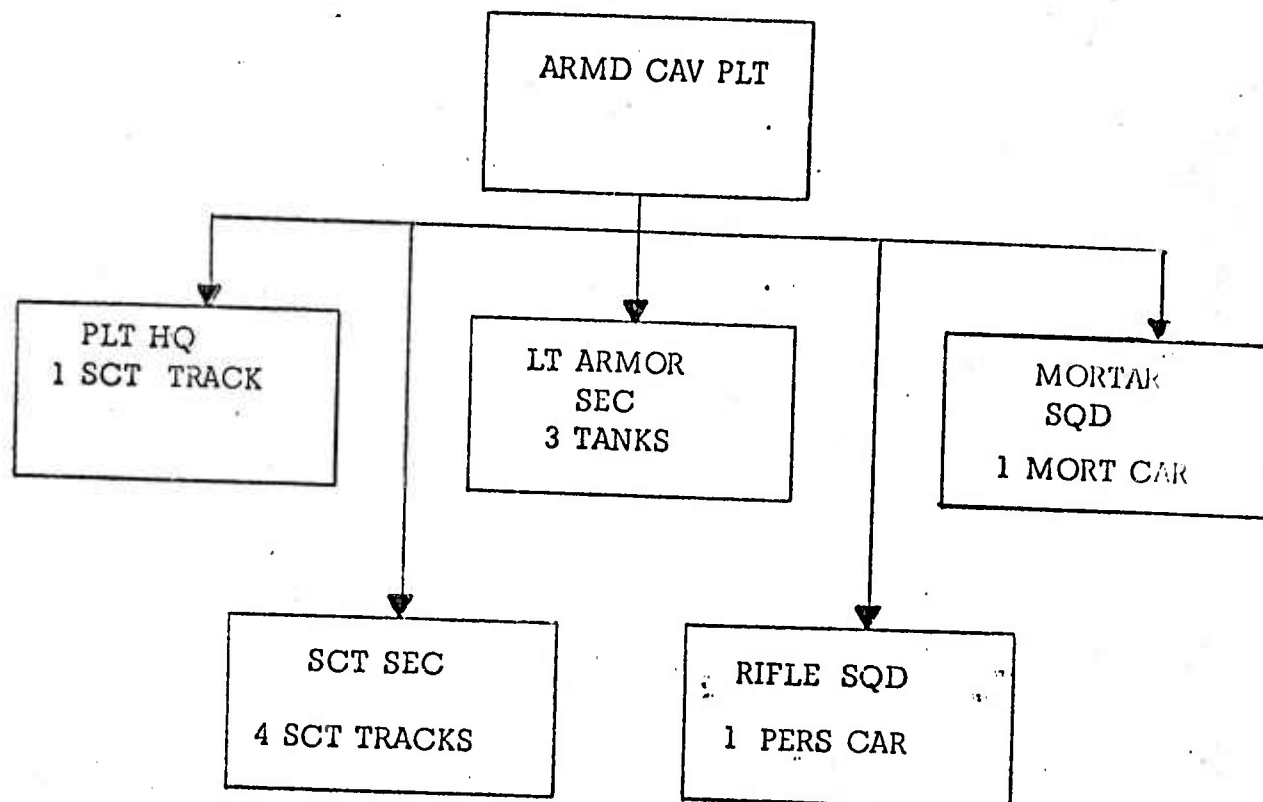 ARMD CAV PLT
PLT HQ
1 SCT TRACK
LT ARMOR
SEC
3 TANKS
MORTAR
SQD
1 MORT CAR
SCT SEC
4 SCT TRACKS
RIFLE SQD
1 PERS CAR